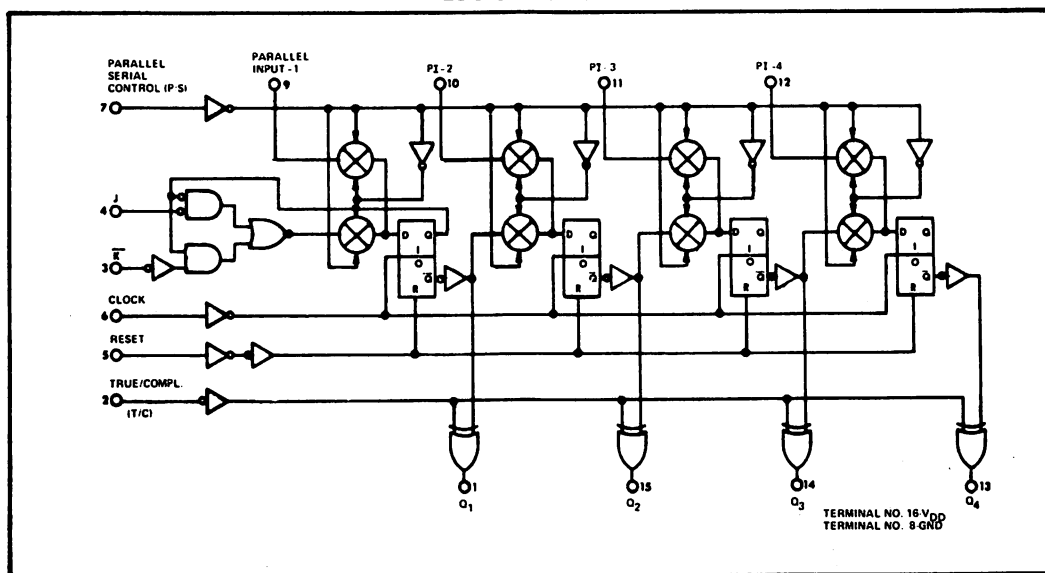 PARALLEL
SERIAL
CONTROL (P/S)
7
PARALLEL
INPUT - 1
9
PI-2
10
PI-3
11
PI-4
12
J
4
K̅
3
CLOCK
6
RESET
5
TRUE/COMPL.
2
(T/C)
D Q
I
O
Q̅
R
D Q
I
O
Q̅
R
D Q
I
O
Q̅
R
D Q
I
O
Q̅
R
1
Q1
15
Q2
14
Q3
13
Q4
TERMINAL NO. 16-VDD
TERMINAL NO. 8-GND